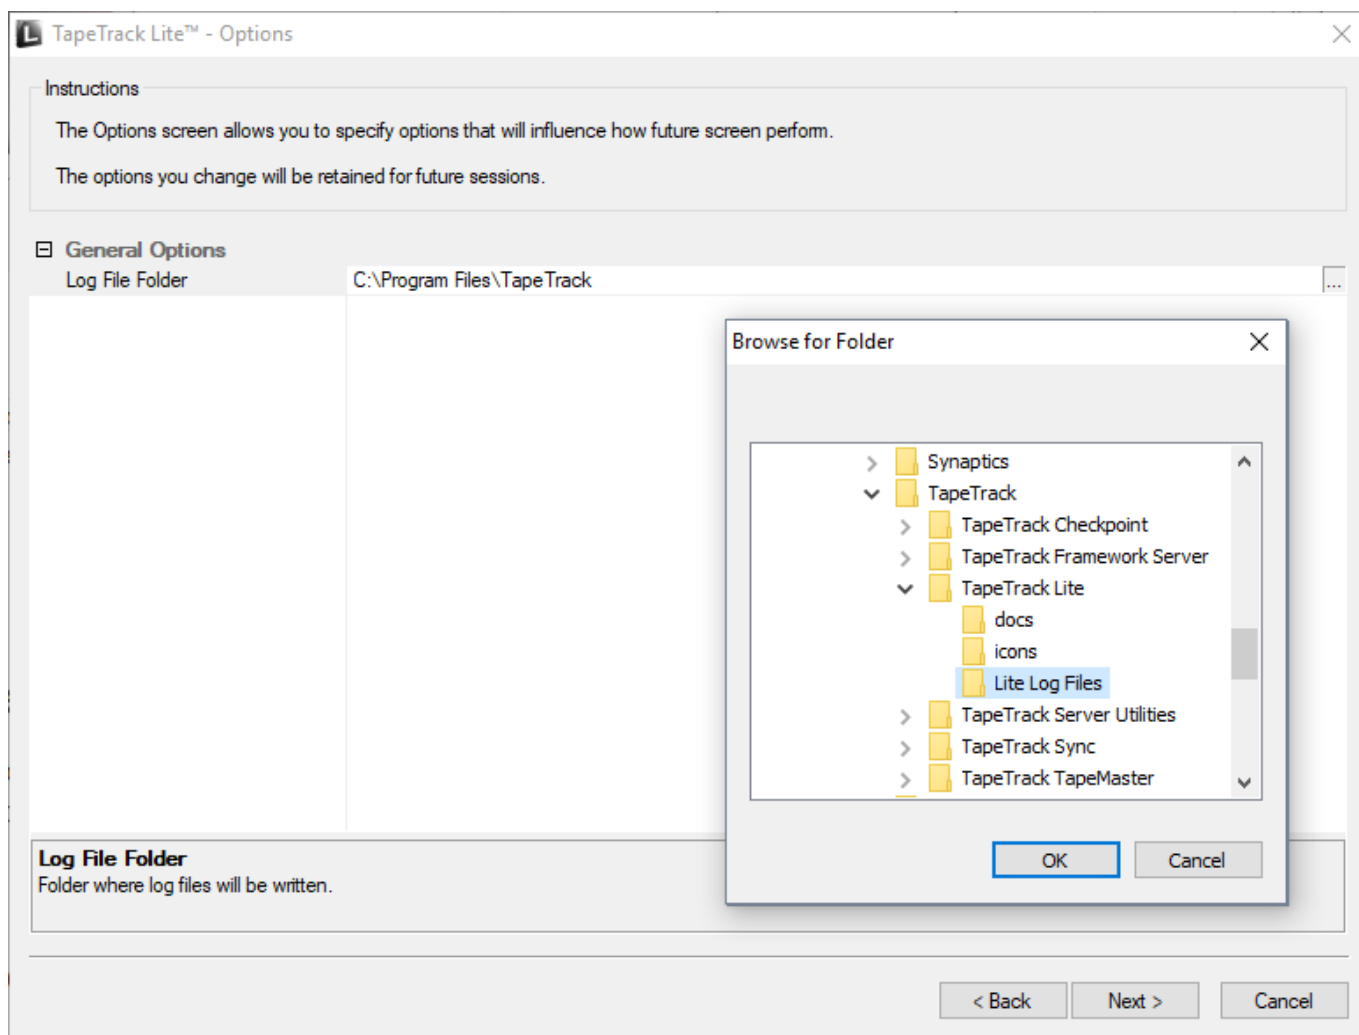 TapeTrack Lite™ - Options
Instructions
The Options screen allows you to specify options that will influence how future screen perform.
The options you change will be retained for future sessions.
General Options
Log File Folder C:\Program Files\TapeTrack ...
Browse for Folder
Synaptics
TapeTrack
TapeTrack Checkpoint
TapeTrack Framework Server
TapeTrack Lite
docs
icons
Lite Log Files
TapeTrack Server Utilities
TapeTrack Sync
TapeTrack TapeMaster
OK Cancel
Log File Folder
Folder where log files will be written.
< Back Next > Cancel